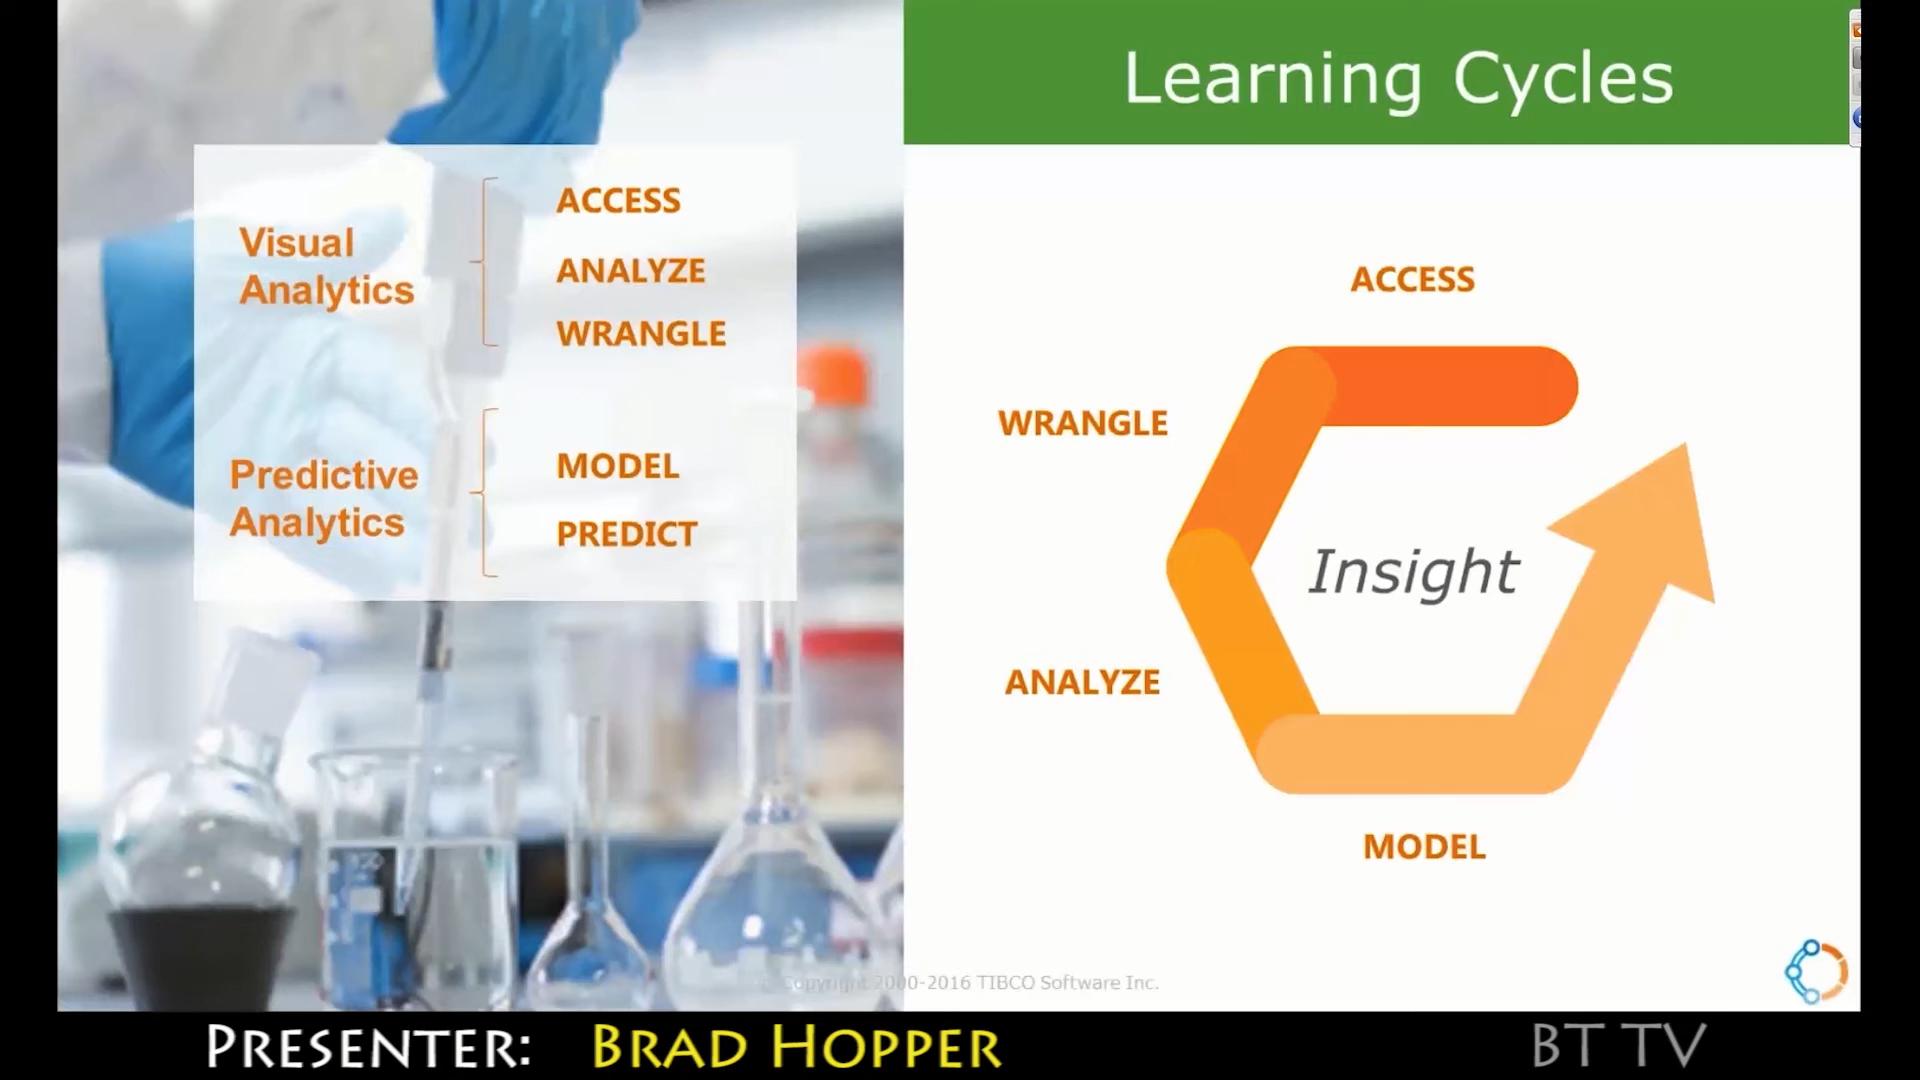 Learning Cycles
Visual
Analytics
ACCESS
ANALYZE
WRANGLE
Predictive
Analytics
MODEL
PREDICT
ACCESS
WRANGLE
Insight
ANALYZE
MODEL
Copyright 2000-2016 TIBCO Software Inc.
PRESENTER: BRAD HOPPER
BT TV